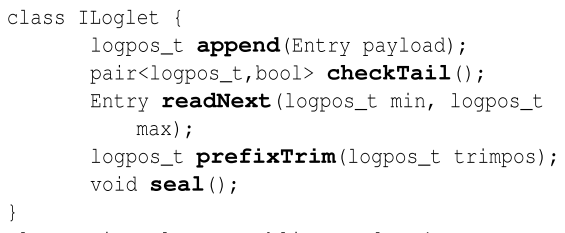 class ILoglet {
logpos_t append(Entry payload);
pair<logpos_t,bool> checkTail();
Entry readNext(logpos_t min, logpos_t
max);
logpos_t prefixTrim(logpos_t trimpos);
void seal();
}